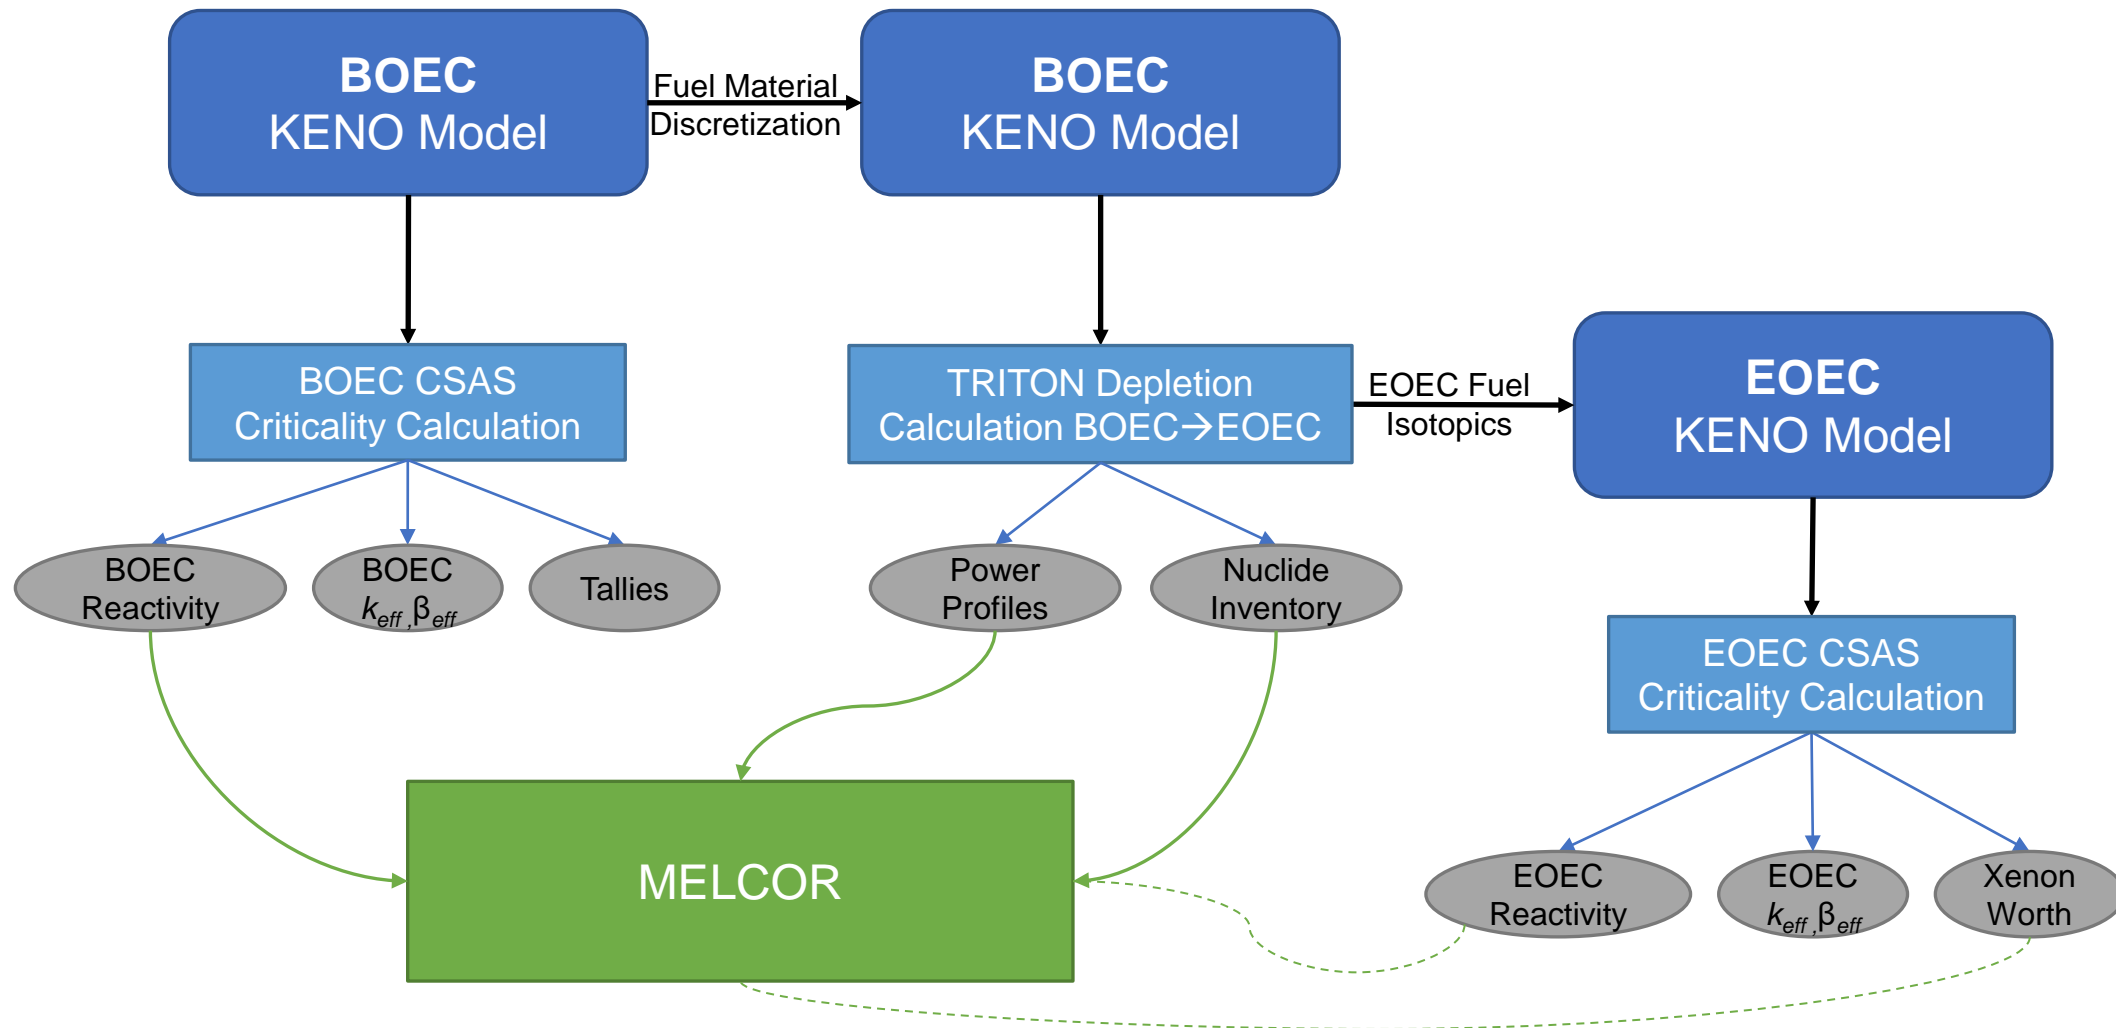 BOEC
KENO Model
Fuel Material
Discretization
BOEC
KENO Model
BOEC CSAS
Criticality Calculation
TRITON Depletion
Calculation BOEC→EOEC
EOEC Fuel
Isotopics
EOEC
KENO Model
BOEC
Reactivity
BOEC
keff,βeff
Tallies
Power
Profiles
Nuclide
Inventory
EOEC CSAS
Criticality Calculation
MELCOR
EOEC
Reactivity
EOEC
keff,βeff
Xenon
Worth